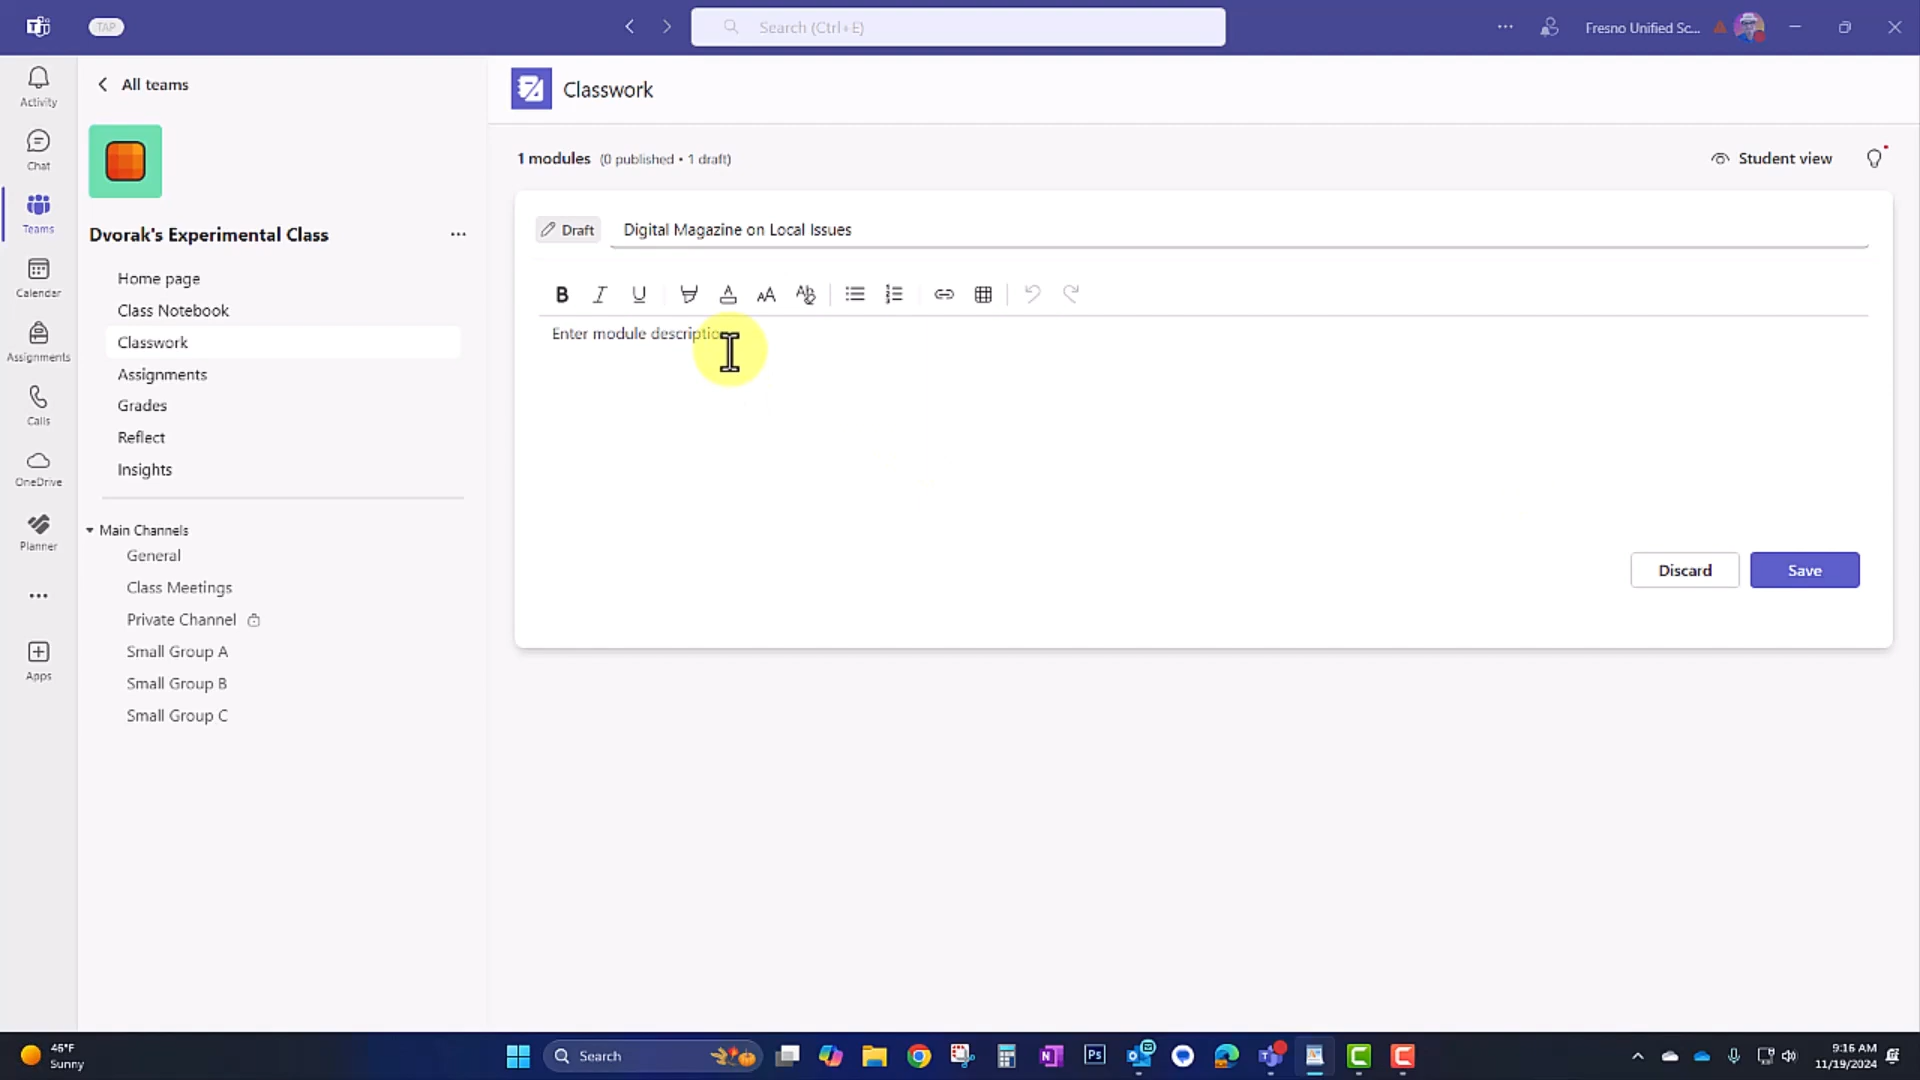 TAP
Search (Ctrl+E)
Fresno Unified Sc...
Activity
Chat
Teams
Calendar
Assignments
Calls
OneDrive
Planner
Apps
All teams
Dvorak's Experimental Class
Home page
Class Notebook
Classwork
Assignments
Grades
Reflect
Insights
Main Channels
General
Class Meetings
Private Channel
Small Group A
Small Group B
Small Group C
Classwork
1 modules (0 published • 1 draft)
Student view
Draft
Digital Magazine on Local Issues
Enter module description
Discard
Save
46°F
Sunny
Search
9:16 AM
11/19/2024